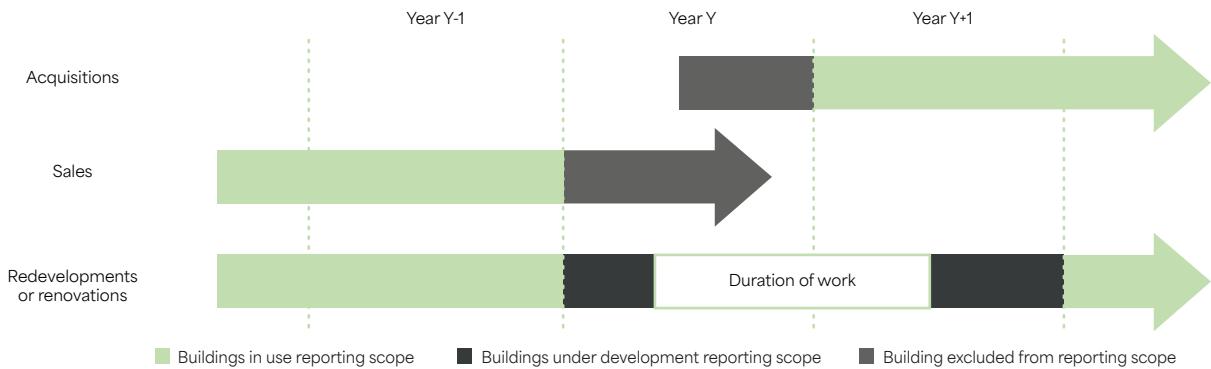 Year Y-1
Year Y
Year Y+1
Acquisitions
Sales
Redevelopments
or renovations
Duration of work
Buildings in use reporting scope
Buildings under development reporting scope
Building excluded from reporting scope